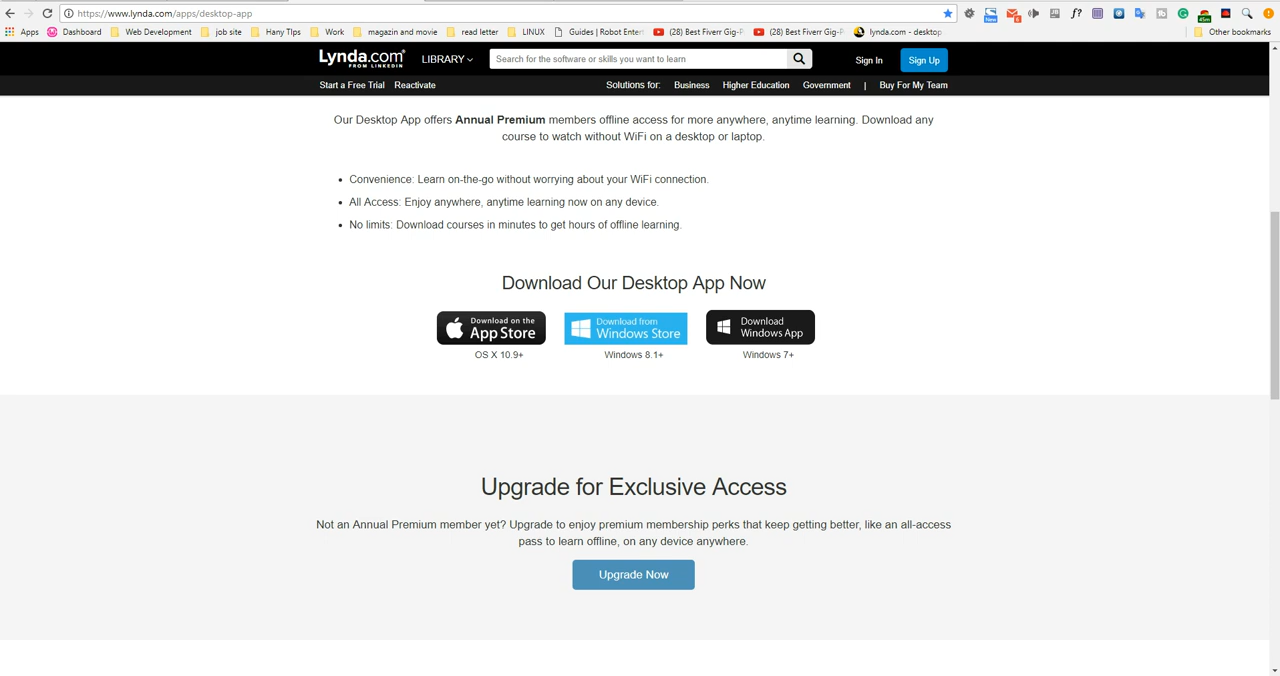 https://www.lynda.com/apps/desktop-app
New
6
f?
45m
Apps Dashboard Web Development job site Hany TIps Work magazin and movie read letter LINUX Guides | Robot Enter (28) Best Fiverr Gig-P (28) Best Fiverr Gig-P lynda.com - desktop Other bookmarks
Lynda.com LIBRARY Search for the software or skills you want to learn Sign In Sign Up
FROM LINKEDIN
Start a Free Trial Reactivate Solutions for: Business Higher Education Government | Buy For My Team
Our Desktop App offers Annual Premium members offline access for more anywhere, anytime learning. Download any
course to watch without WiFi on a desktop or laptop.
• Convenience: Learn on-the-go without worrying about your WiFi connection.
• All Access: Enjoy anywhere, anytime learning now on any device.
• No limits: Download courses in minutes to get hours of offline learning.
Download Our Desktop App Now
Download on the Download from Download
App Store Windows Store Windows App
OS X 10.9+ Windows 8.1+ Windows 7+
Upgrade for Exclusive Access
Not an Annual Premium member yet? Upgrade to enjoy premium membership perks that keep getting better, like an all-access
pass to learn offline, on any device anywhere.
Upgrade Now